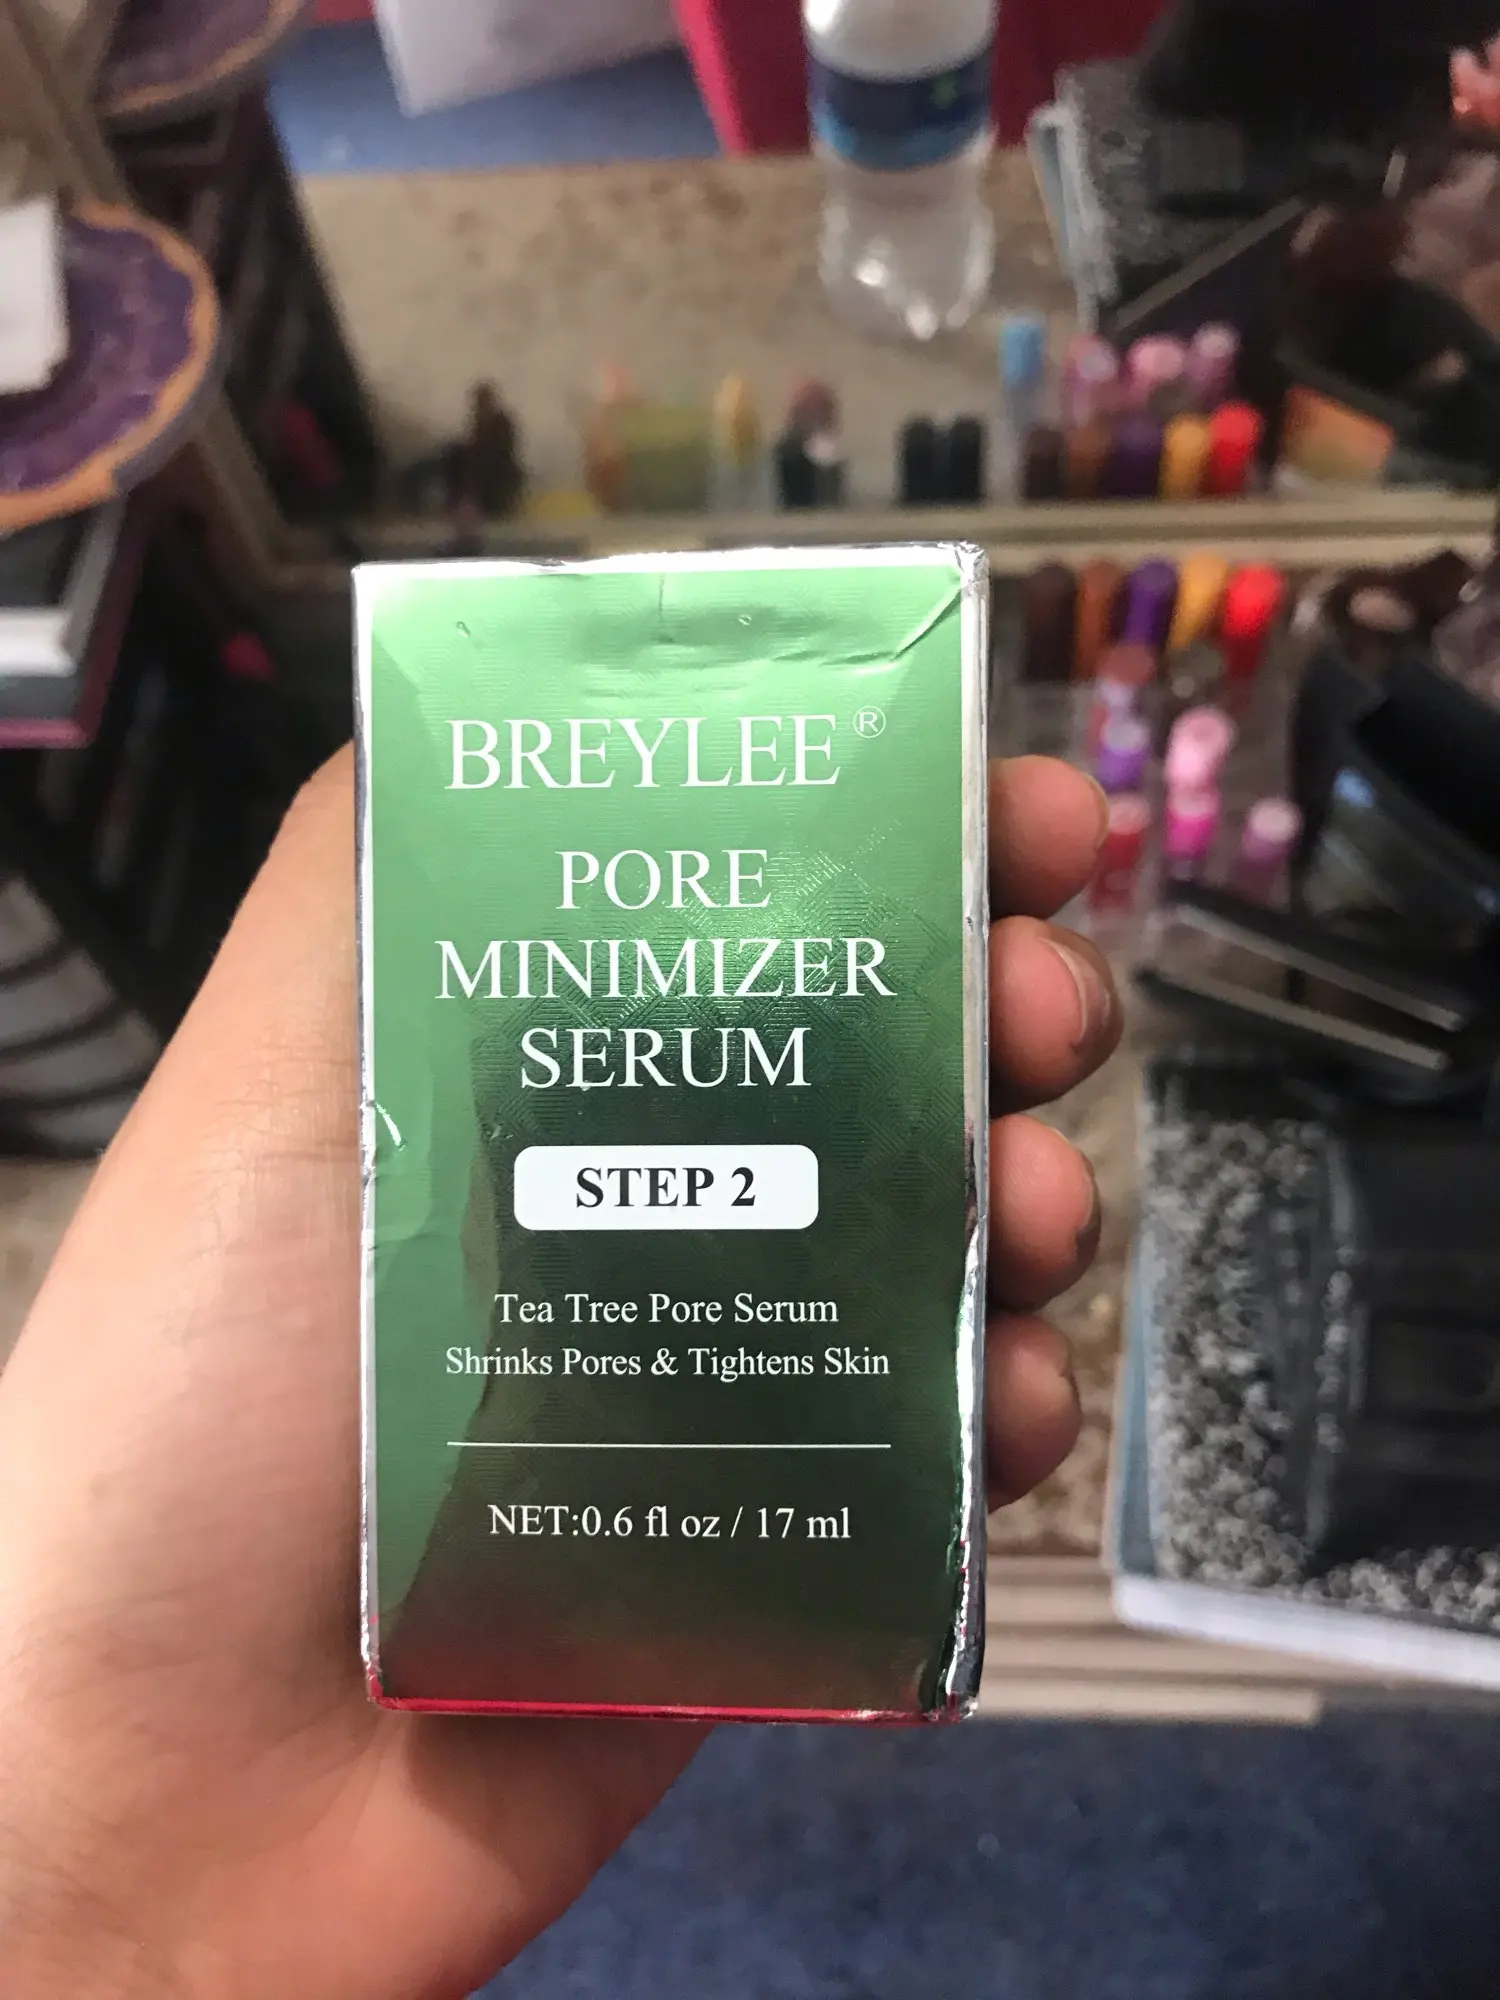 BREYLEE®
PORE
MINIMIZER
SERUM
STEP 2
Tea Tree Pore Serum
Shrinks Pores & Tightens Skin
NET:0.6 fl oz / 17 ml